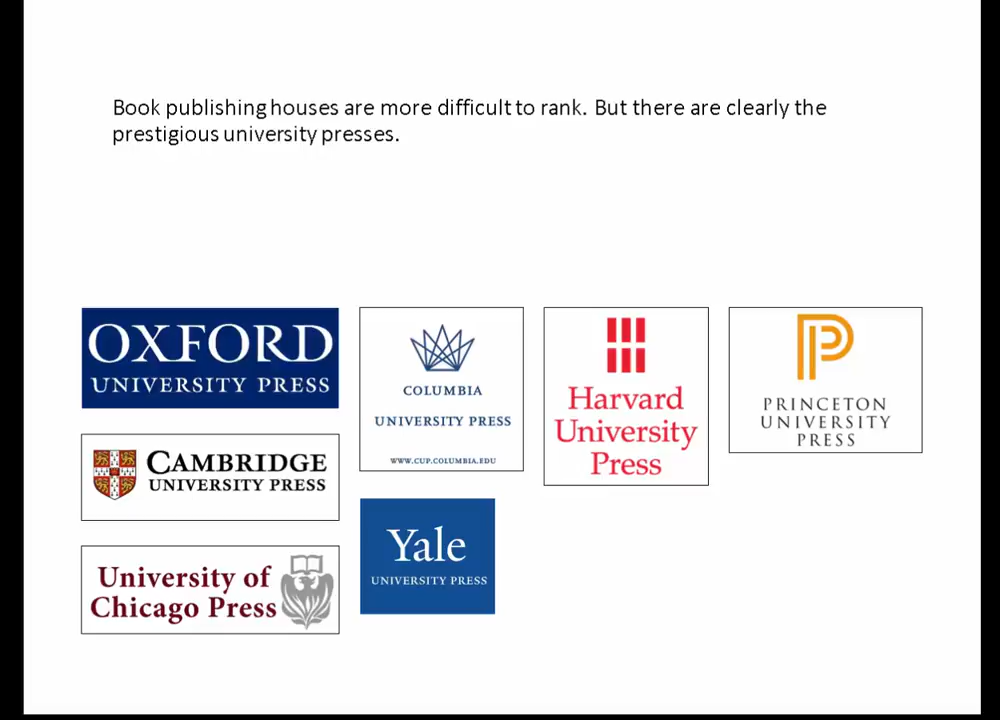 Book publishing houses are more difficult to rank. But there are clearly the
prestigious university presses.
OXFORD
UNIVERSITY PRESS
CAMBRIDGE
UNIVERSITY PRESS
University of
Chicago Press
COLUMBIA
UNIVERSITY PRESS
WWW.CUP.COLUMBIA.EDU
Yale
UNIVERSITY PRESS
Harvard
University
Press
PRINCETON
UNIVERSITY
PRESS